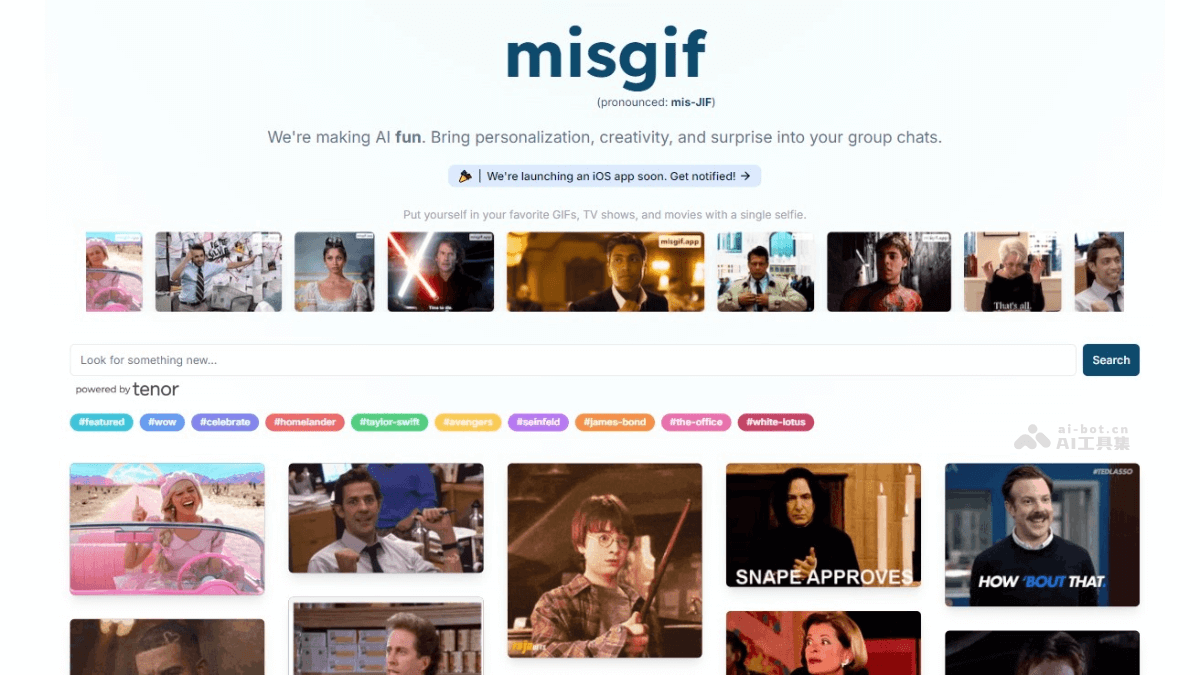 misgif
(pronounced: mis-JIF)
We're making AI fun. Bring personalization, creativity, and surprise into your group chats.
| We're launching an iOS app soon. Get notified! →
Put yourself in your favorite GIFs, TV shows, and movies with a single selfie.
misgif.app
That's all.
Look for something new...
Search
powered by tenor
#featured #wow #celebrate #homelander #taylor-swift #avengers #seinfeld #james-bond #the-office #white-lotus
ai-bot.cn
AI工具集
#TEDLASSO
SNAPE APPROVES
HOW 'BOUT THAT.